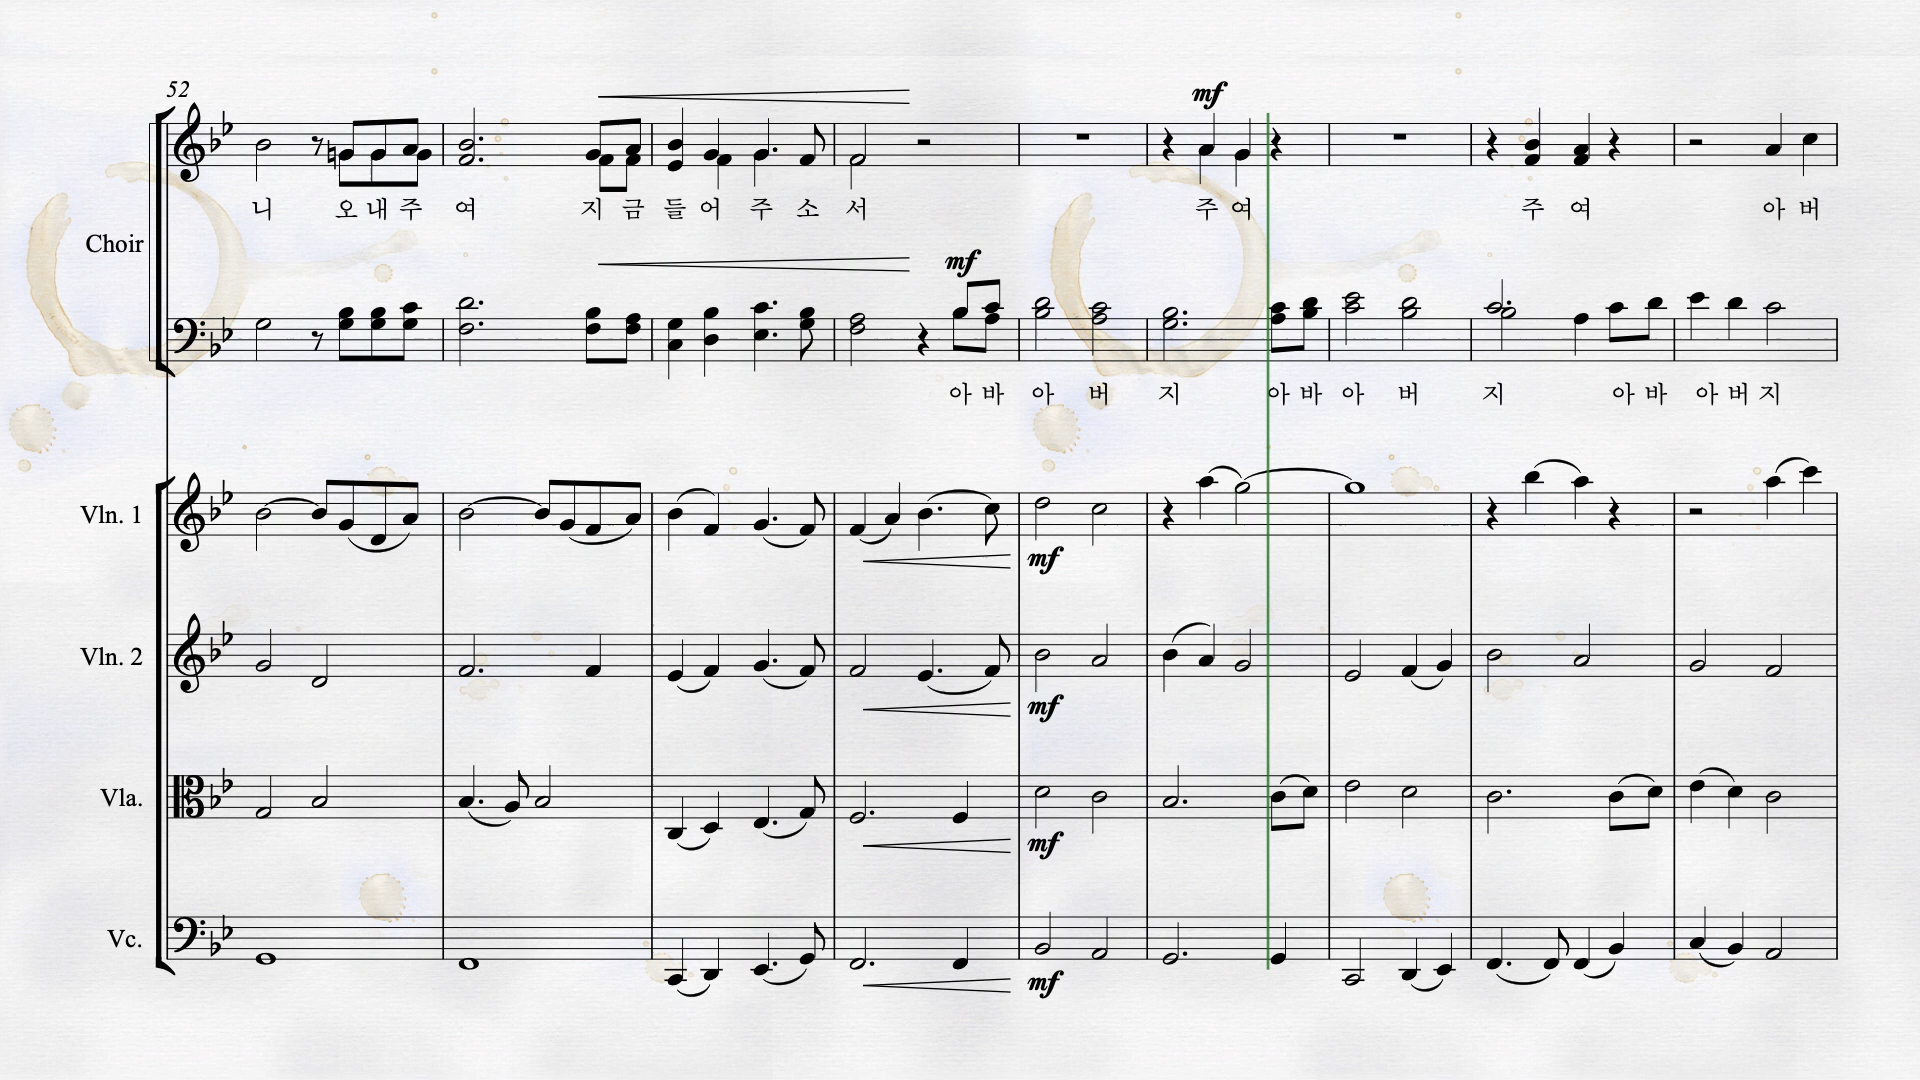 52
mf
니 오 내 주 여 지 금 들 어 주 소 서 주 여 주 여 아 버
Choir
mf
아 바 아 버 지 아 바 아 버 지 아 바 아 버 지
Vln. 1
mf
Vln. 2
mf
Vla.
mf
Vc.
mf